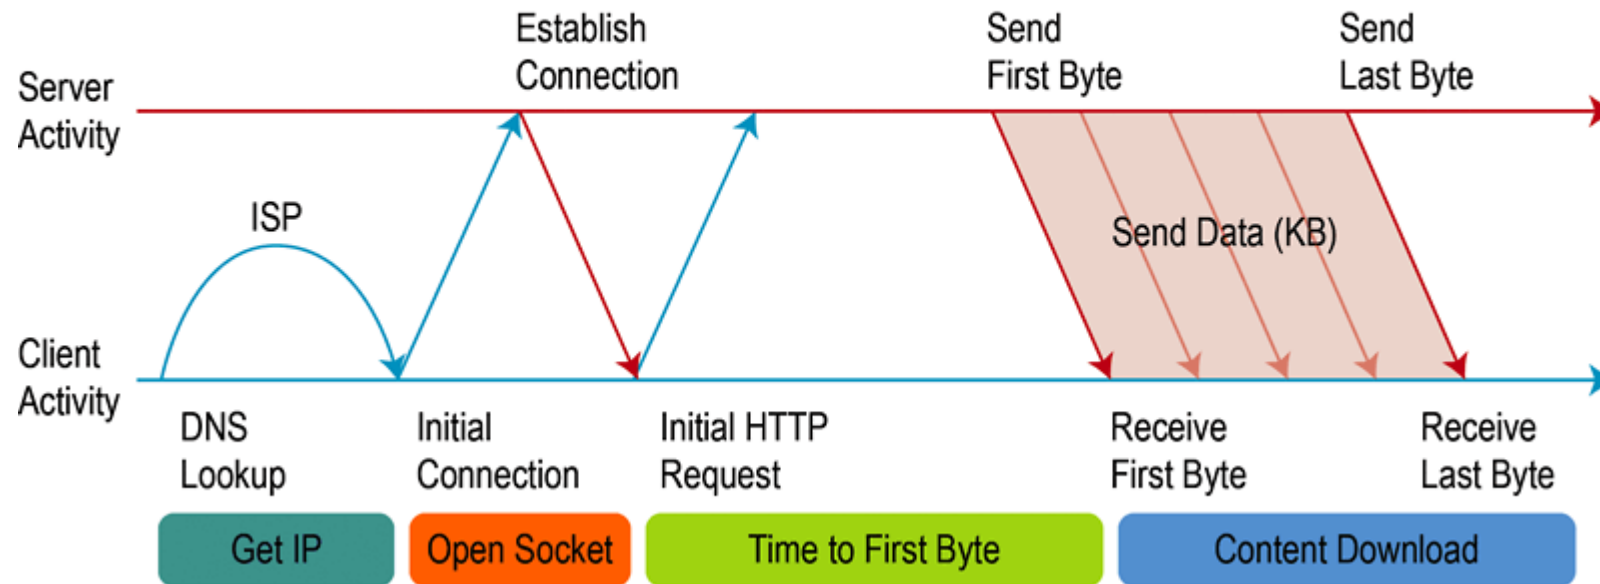 Establish
Connection
Send
First Byte
Send
Last Byte
Server
Activity
ISP
Send Data (KB)
Client
Activity
DNS
Lookup
Initial
Connection
Initial HTTP
Request
Receive
First Byte
Receive
Last Byte
Get IP
Open Socket
Time to First Byte
Content Download